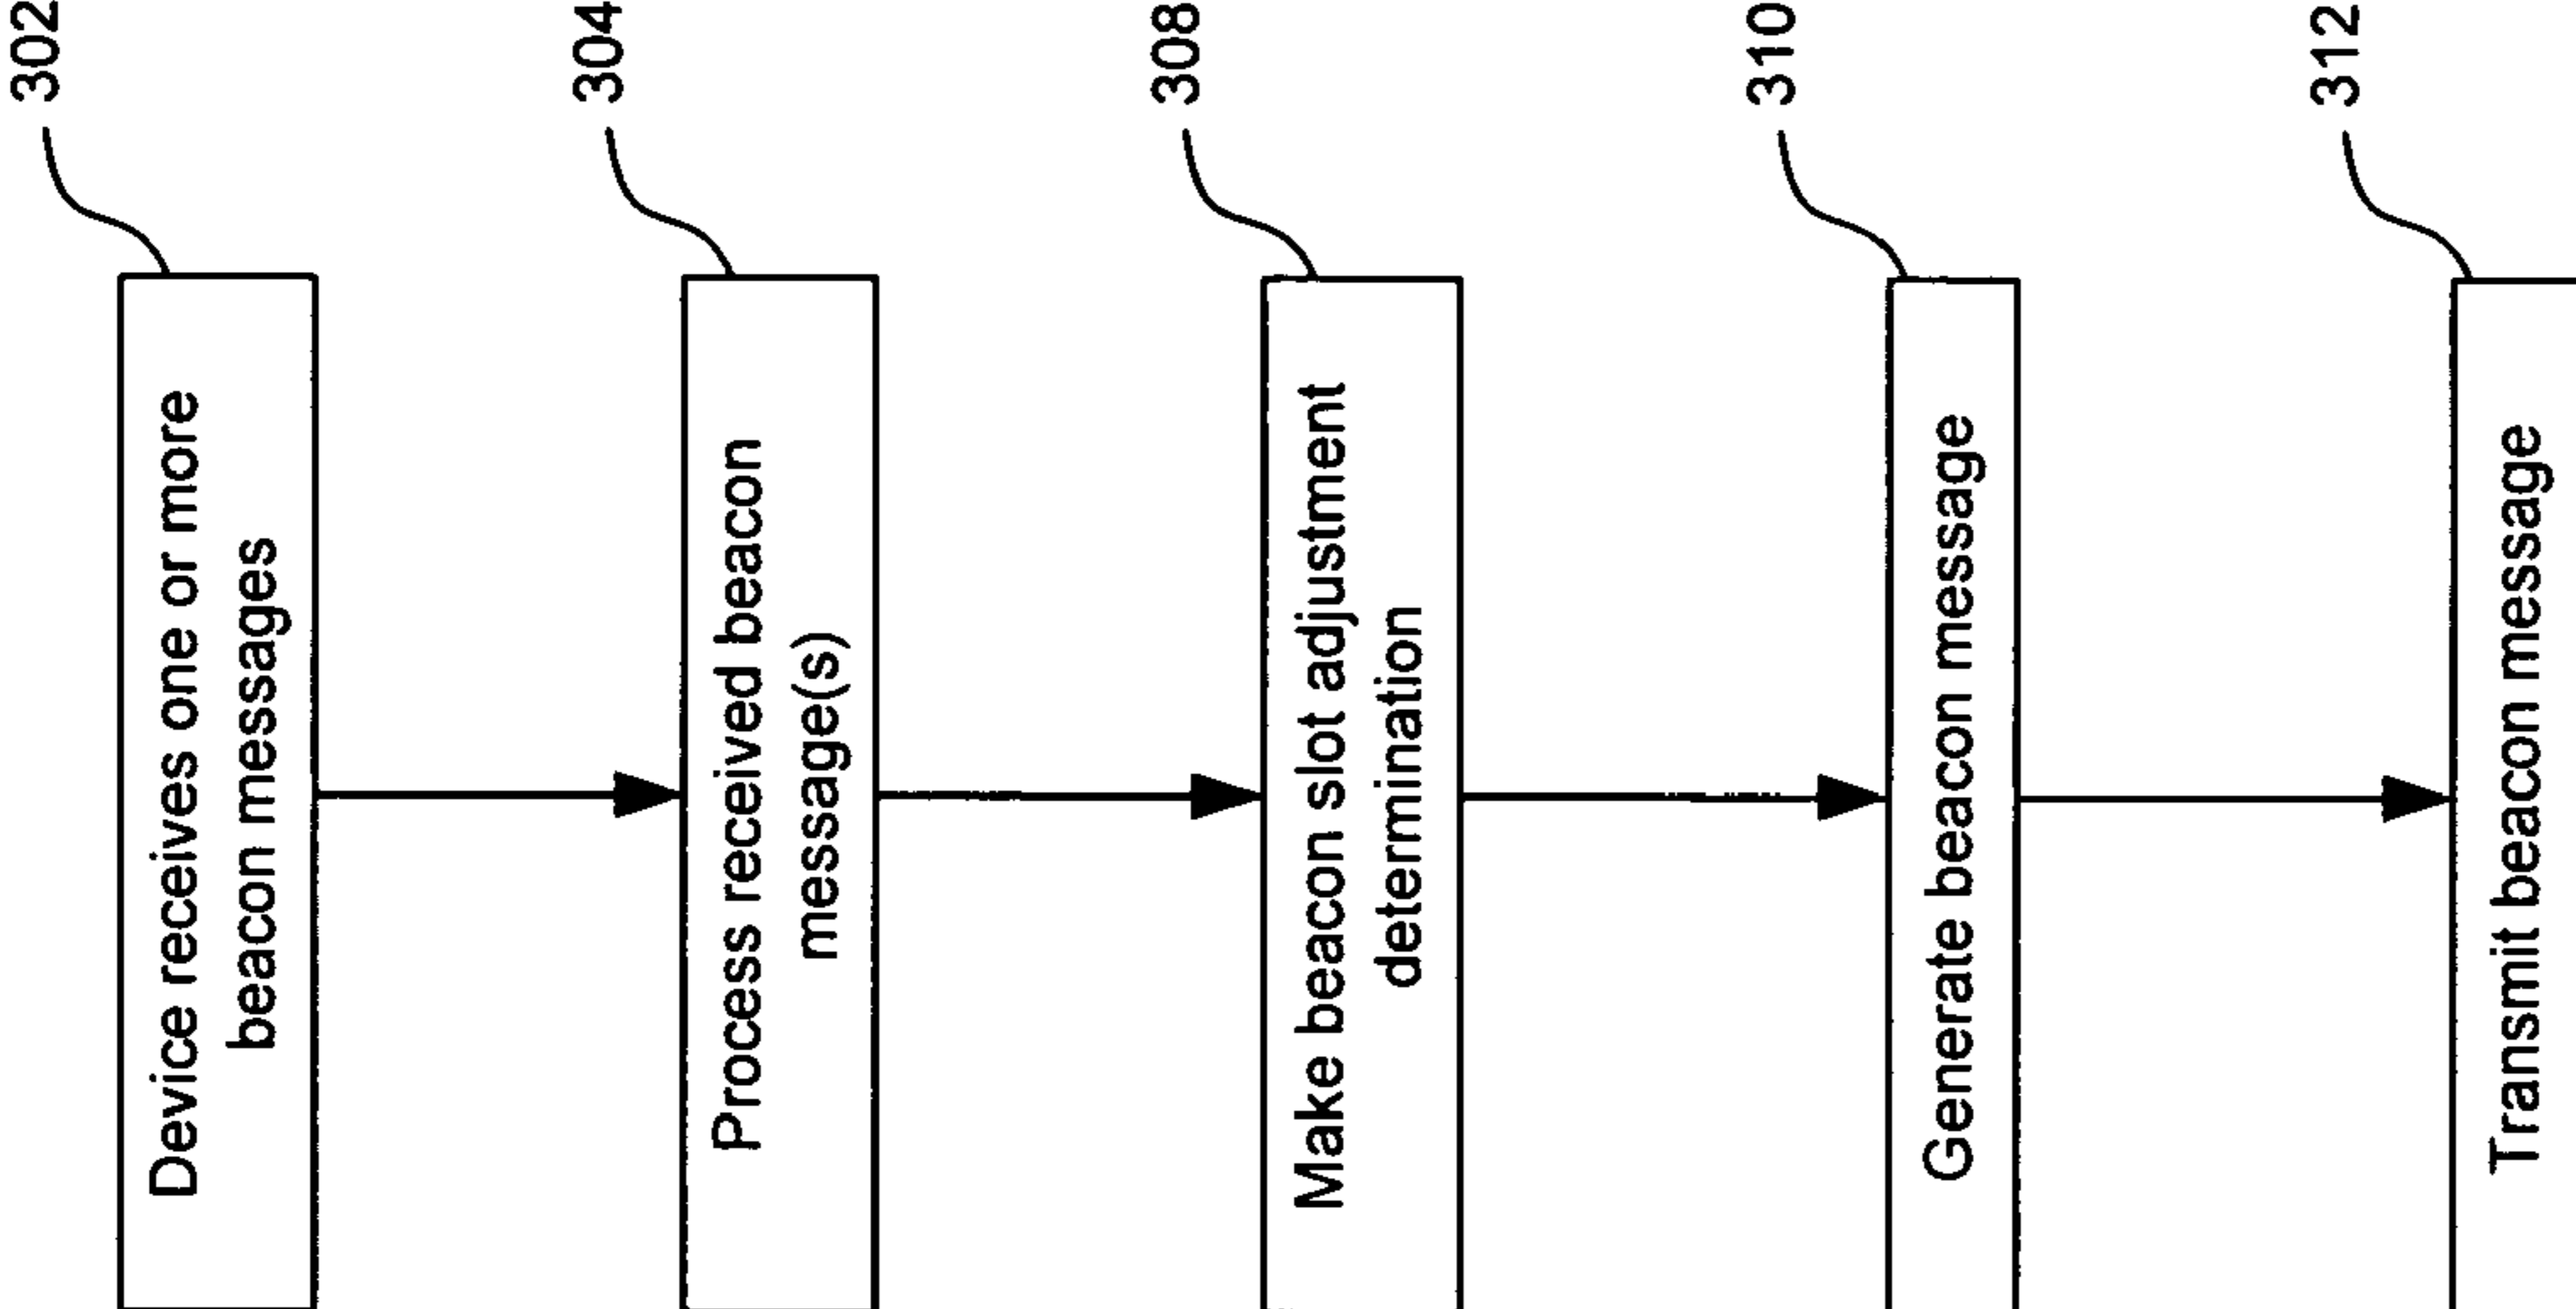 302
Device receives one or more
beacon messages
304
Process received beacon
message(s)
308
Make beacon slot adjustment
determination
310
Generate beacon message
312
Transmit beacon message